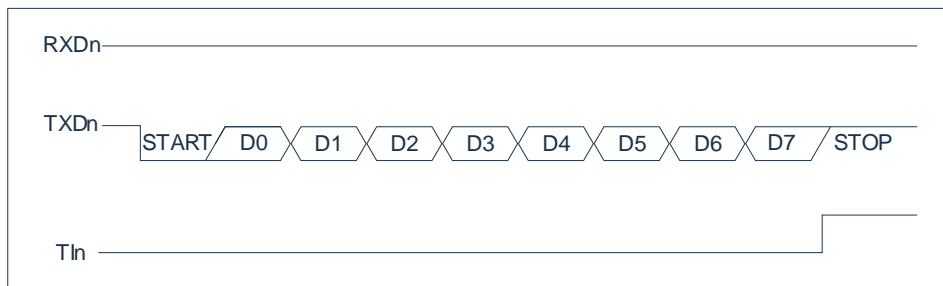 RXDn
TXDn
START D0 D1 D2 D3 D4 D5 D6 D7 STOP
TIn